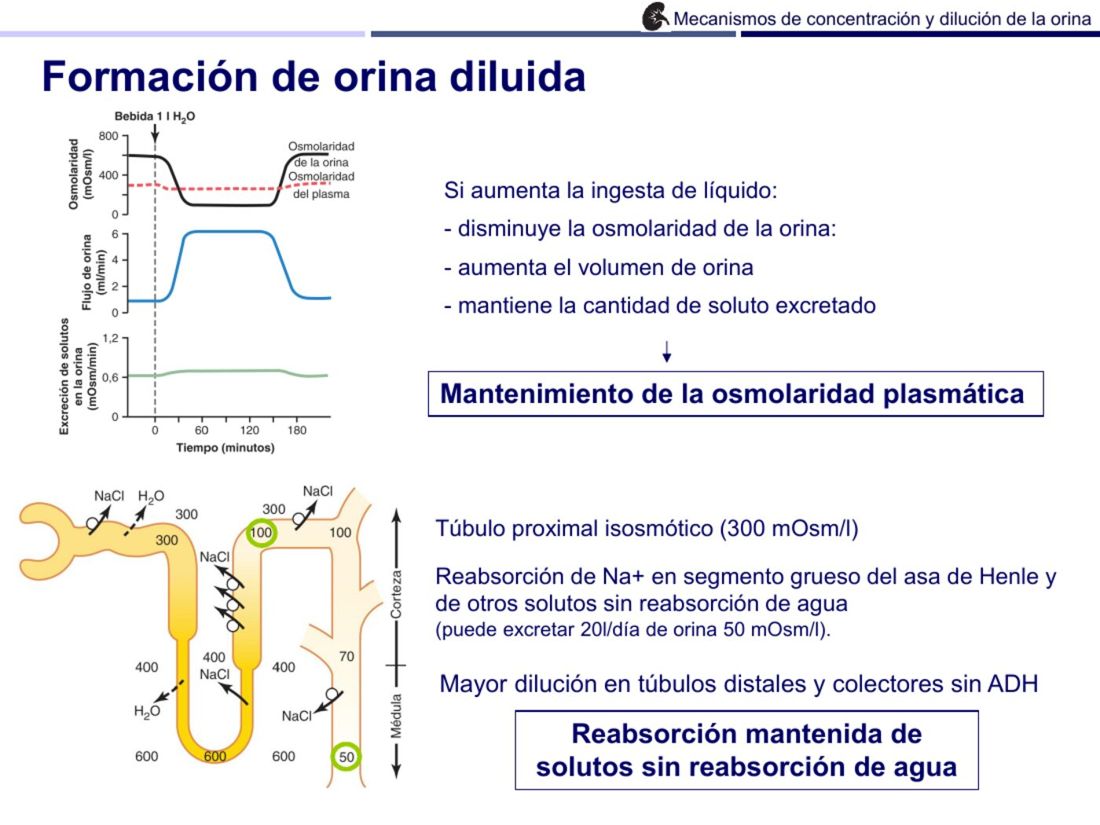 Mecanismos de concentración y dilución de la orina
Formación de orina diluida
Bebida 1 l H₂O
Osmolaridad
(mOsm/l)
800
400
0
Osmolaridad
de la orina
Osmolaridad
del plasma
Flujo de orina
(ml/min)
6
4
2
0
Excreción de solutos
en la orina
(mOsm/min)
1,2
0,6
0
0 60 120 180
Tiempo (minutos)
Si aumenta la ingesta de líquido:
- disminuye la osmolaridad de la orina:
- aumenta el volumen de orina
- mantiene la cantidad de soluto excretado
Mantenimiento de la osmolaridad plasmática
NaCl H₂O
300
300
NaCl
300
100
100
NaCl
Corteza
400
400
NaCl
400
70
H₂O
NaCl
Médula
600
600
600
50
Túbulo proximal isosmótico (300 mOsm/l)
Reabsorción de Na+ en segmento grueso del asa de Henle y
de otros solutos sin reabsorción de agua
(puede excretar 20l/día de orina 50 mOsm/l).
Mayor dilución en túbulos distales y colectores sin ADH
Reabsorción mantenida de
solutos sin reabsorción de agua